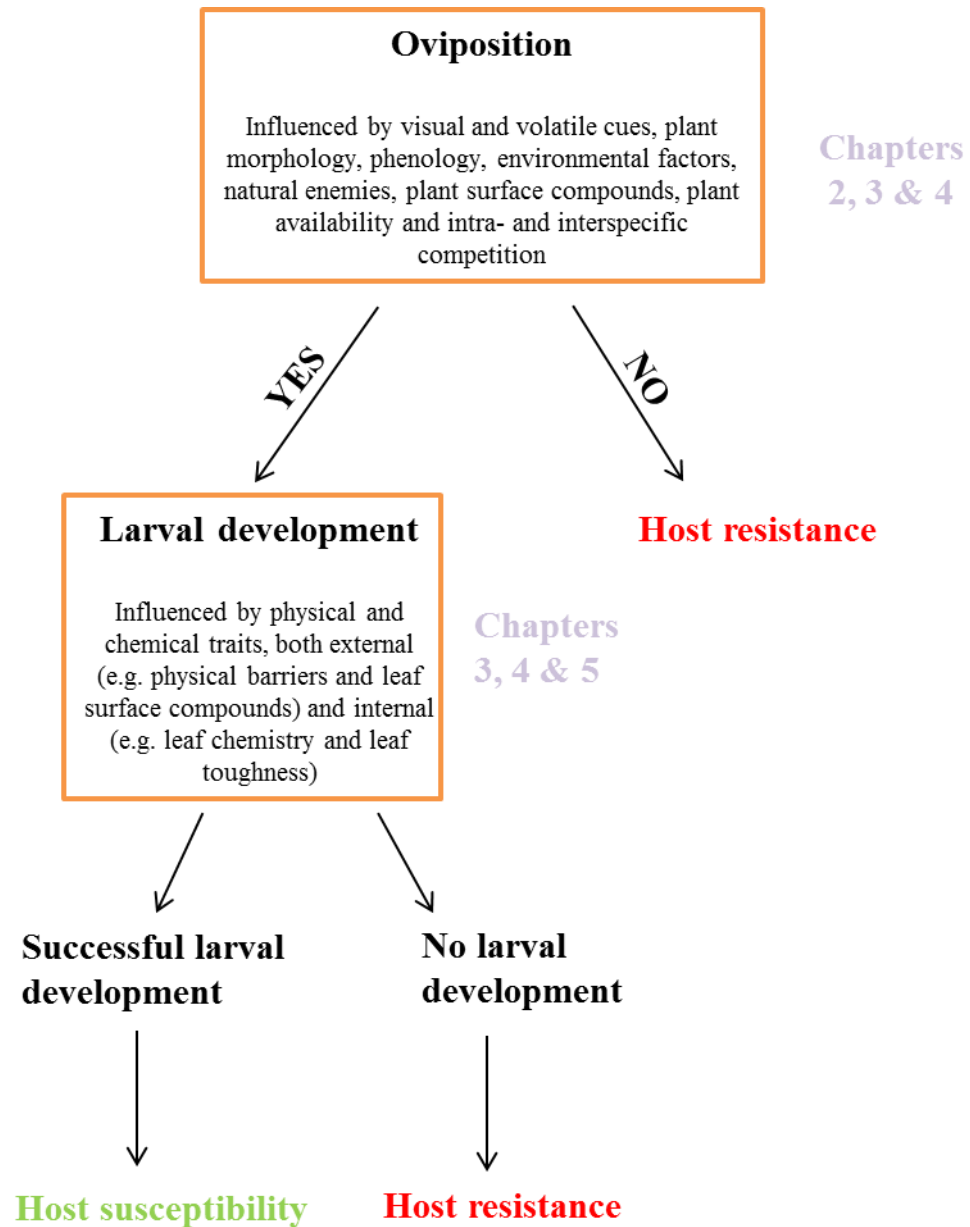 Oviposition
Influenced by visual and volatile cues, plant
morphology, phenology, environmental factors,
natural enemies, plant surface compounds, plant
availability and intra- and interspecific
competition
Chapters
2, 3 & 4
YES
NO
Larval development
Influenced by physical and
chemical traits, both external
(e.g. physical barriers and leaf
surface compounds) and internal
(e.g. leaf chemistry and leaf
toughness)
Host resistance
Chapters
3, 4 & 5
Successful larval
development
No larval
development
Host susceptibility
Host resistance